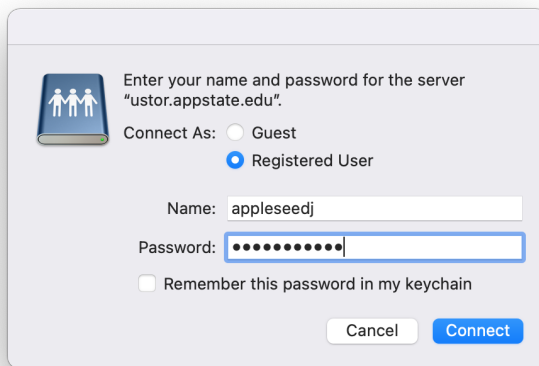 Enter your name and password for the server
“ustor.appstate.edu”.
Connect As: Guest
Registered User
Name: appleseedj
Password: ●●●●●●●●●●●
Remember this password in my keychain
Cancel Connect